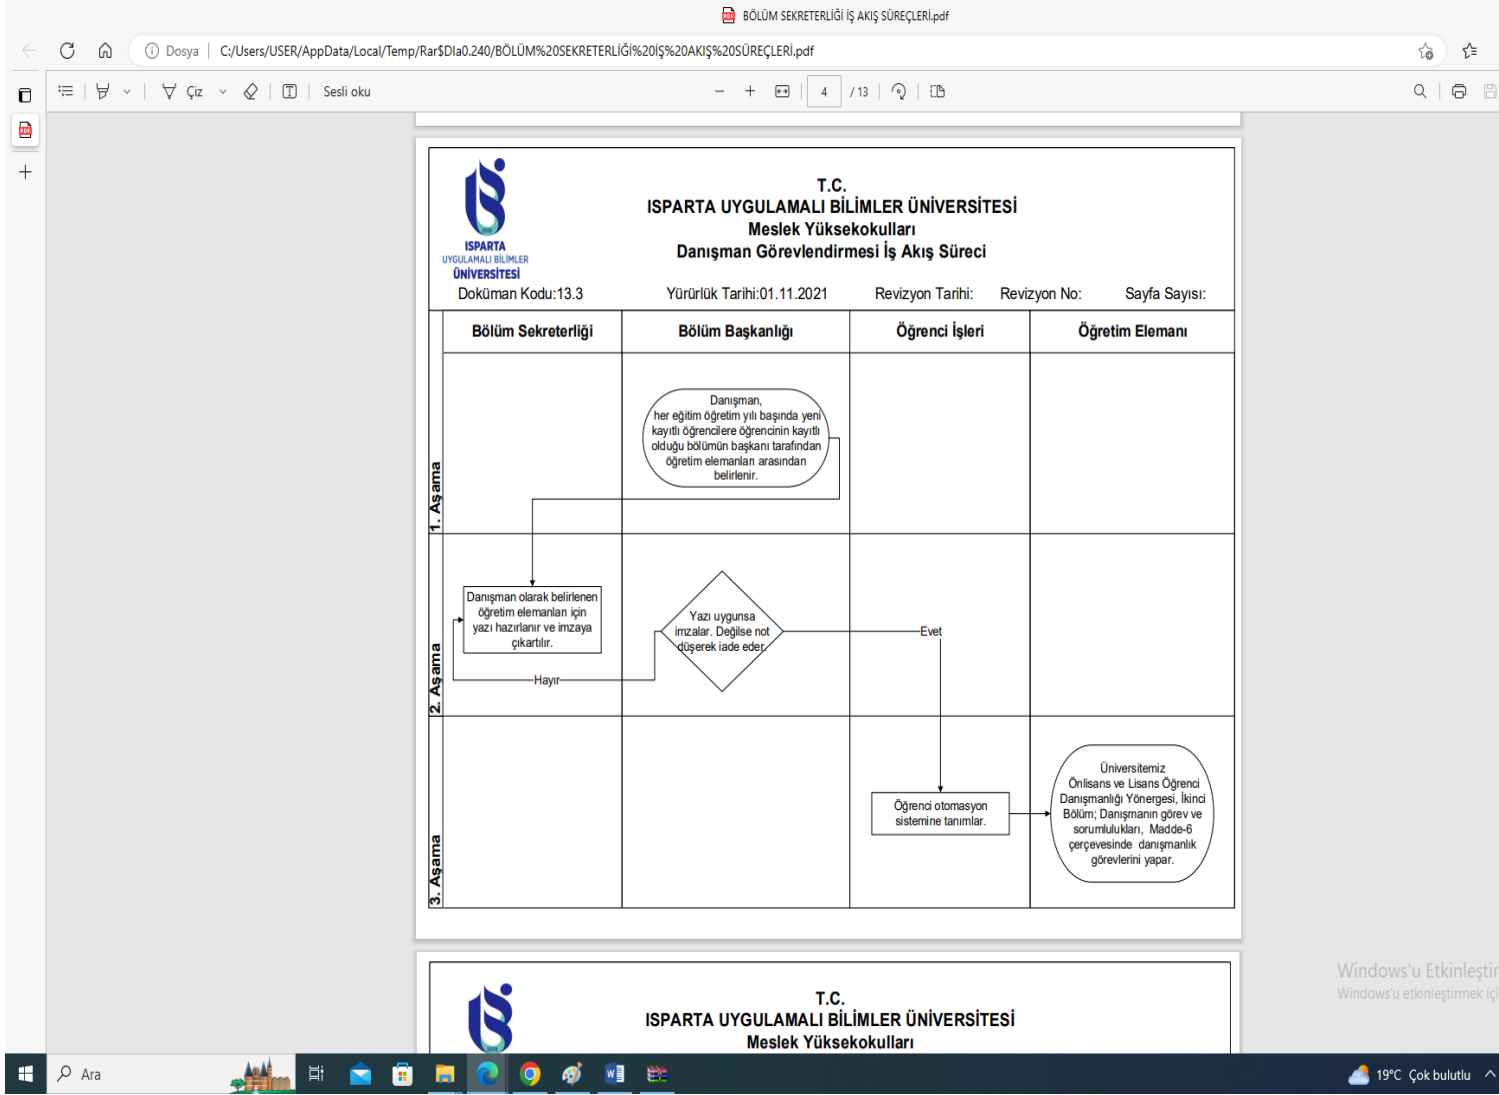 BÖLÜM SEKRETERLİĞİ İŞ AKIŞ SÜREÇLERİ.pdf
Dosya
C:/Users/USER/AppData/Local/Temp/Rar$DIa0.240/BÖLÜM%20SEKRETERLİĞİ%20İŞ%20AKIŞ%20SÜREÇLERİ.pdf
Çiz
Sesli oku
4 / 13
T.C.
ISPARTA UYGULAMALI BİLİMLER ÜNİVERSİTESİ
Meslek Yüksekokulları
Danışman Görevlendirmesi İş Akış Süreci
ISPARTA
UYGULAMALI BİLİMLER
ÜNİVERSİTESİ
Doküman Kodu:13.3 Yürürlük Tarihi:01.11.2021 Revizyon Tarihi: Revizyon No: Sayfa Sayısı:
Bölüm Sekreterliği Bölüm Başkanlığı Öğrenci İşleri Öğretim Elemanı
1. Aşama
Danışman,
her eğitim öğretim yılı başında yeni
kayıtlı öğrencilere öğrencinin kayıtlı
olduğu bölümün başkanı tarafından
öğretim elemanları arasından
belirlenir.
2. Aşama
Danışman olarak belirlenen
öğretim elemanları için
yazı hazırlanır ve imzaya
çıkartılır.
Yazı uygunsa
imzalar. Değilse not
düşerek iade eder.
Evet
Hayır
3. Aşama
Öğrenci otomasyon
sistemine tanımlar.
Üniversitemiz
Önlisans ve Lisans Öğrenci
Danışmanlığı Yönergesi, İkinci
Bölüm; Danışmanın görev ve
sorumlulukları, Madde-6
çerçevesinde danışmanlık
görevlerini yapar.
T.C.
ISPARTA UYGULAMALI BİLİMLER ÜNİVERSİTESİ
Meslek Yüksekokulları
Windows'u Etkinleştir
Windows'u etkinleştirmek içi
Ara
19°C Çok bulutlu